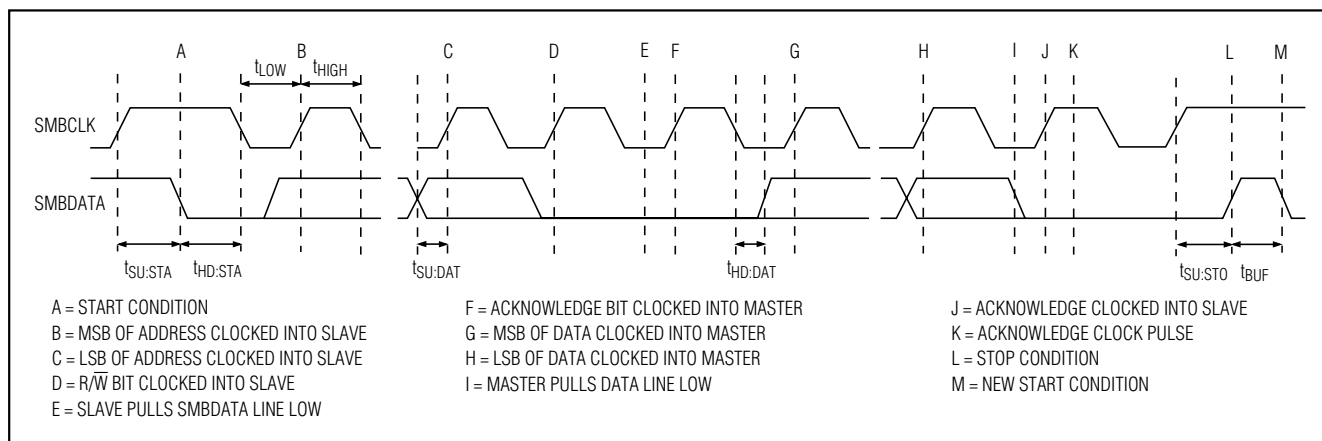 A B C D E F G H I J K L M
tLOW tHIGH
SMBCLK
SMBDATA
tSU:STA tHD:STA tSU:DAT tHD:DAT tSU:STO tBUF
A = START CONDITION
B = MSB OF ADDRESS CLOCKED INTO SLAVE
C = LSB OF ADDRESS CLOCKED INTO SLAVE
D = R/W̅ BIT CLOCKED INTO SLAVE
E = SLAVE PULLS SMBDATA LINE LOW
F = ACKNOWLEDGE BIT CLOCKED INTO MASTER
G = MSB OF DATA CLOCKED INTO MASTER
H = LSB OF DATA CLOCKED INTO MASTER
I = MASTER PULLS DATA LINE LOW
J = ACKNOWLEDGE CLOCKED INTO SLAVE
K = ACKNOWLEDGE CLOCK PULSE
L = STOP CONDITION
M = NEW START CONDITION